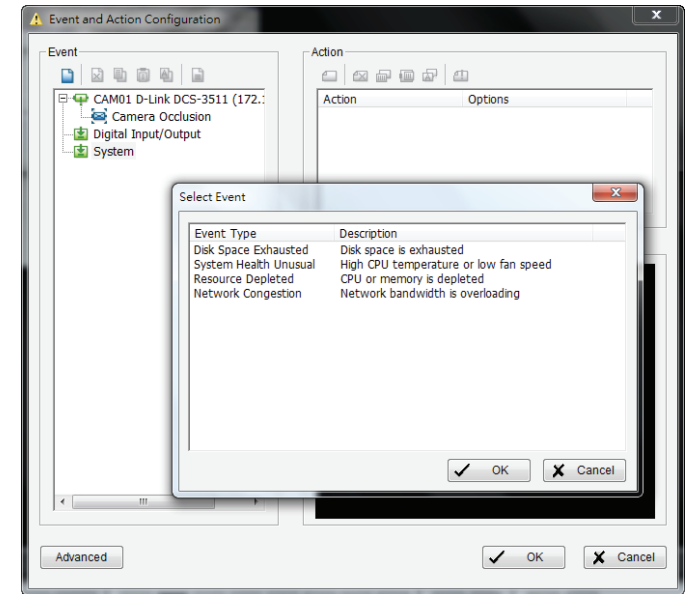 Event and Action Configuration
Event
Action
CAM01 D-Link DCS-3511 (172.:
Camera Occlusion
Digital Input/Output
System
Action Options
Select Event
Event Type Description
Disk Space Exhausted Disk space is exhausted
System Health Unusual High CPU temperature or low fan speed
Resource Depleted CPU or memory is depleted
Network Congestion Network bandwidth is overloading
OK Cancel
Advanced OK Cancel